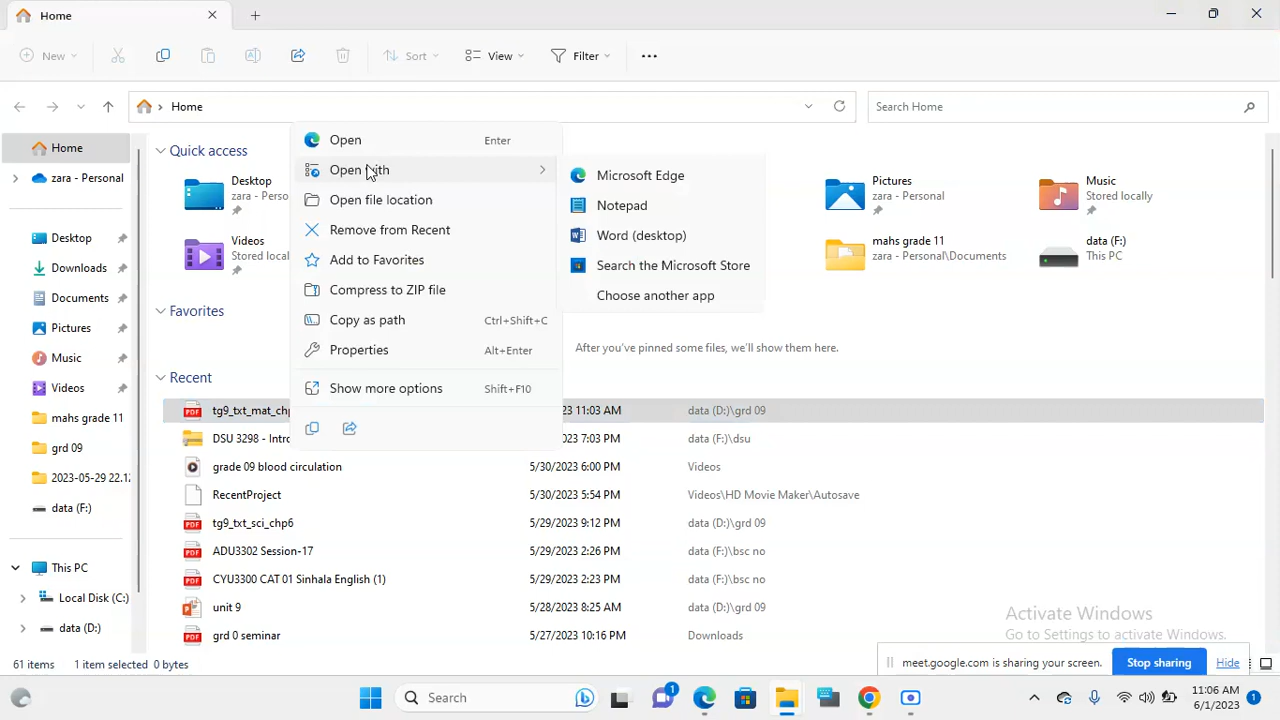 Home
New
Sort
View
Filter
Home
Search Home
Home
zara - Personal
Desktop
Downloads
Documents
Pictures
Music
Videos
mahs grade 11
grd 09
2023-05-29 22.12
data (F:)
This PC
Local Disk (C:)
data (D:)
Quick access
Desktop
zara - Perso
Videos
Stored local
Pictures
zara - Personal
Music
Stored locally
mahs grade 11
zara - Personal\Documents
data (F:)
This PC
Favorites
After you've pinned some files, we'll show them here.
Recent
Open Enter
Open with
Open file location
Remove from Recent
Add to Favorites
Compress to ZIP file
Copy as path Ctrl+Shift+C
Properties Alt+Enter
Show more options Shift+F10
Microsoft Edge
Notepad
Word (desktop)
Search the Microsoft Store
Choose another app
tg9_txt_mat_ch 23 11:03 AM data (D:)\grd 09
DSU 3298 - Intro 23 7:03 PM data (F:)\dsu
grade 09 blood circulation 5/30/2023 6:00 PM Videos
RecentProject 5/30/2023 5:54 PM Videos\HD Movie Maker\Autosave
tg9_txt_sci_chp6 5/29/2023 9:12 PM data (D:)\grd 09
ADU3302 Session-17 5/29/2023 2:26 PM data (F:)\bsc no
CYU3300 CAT 01 Sinhala English (1) 5/29/2023 2:23 PM data (F:)\bsc no
unit 9 5/28/2023 8:25 AM data (D:)\grd 09
grd 0 seminar 5/27/2023 10:16 PM Downloads
Activate Windows
Go to Settings to activate Windows.
61 items 1 item selected 0 bytes
meet.google.com is sharing your screen. Stop sharing Hide
Search
1
11:06 AM
6/1/2023
1